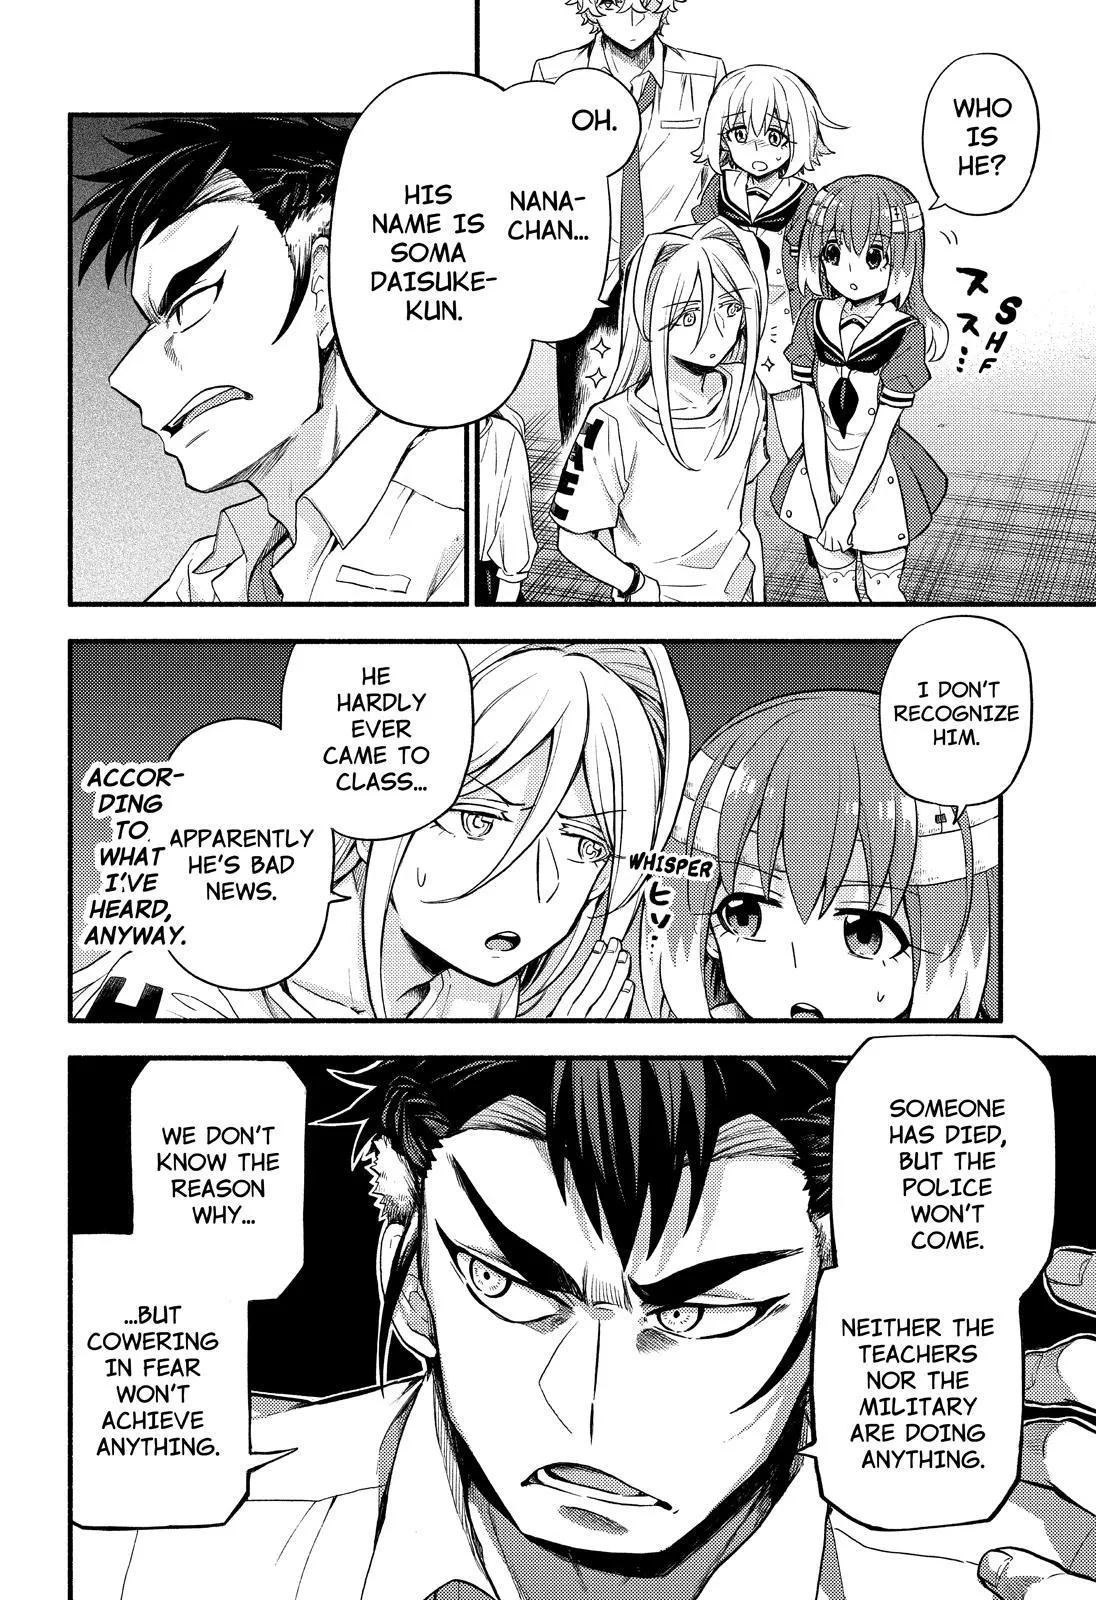 WHO
IS
HE?
スス…
SHF
OH.
NANA-
CHAN...
HIS
NAME IS
SOMA
DAISUKE-
KUN.
I DON'T
RECOGNIZE
HIM.
WHISPER
ヒソ…
HE
HARDLY
EVER
CAME TO
CLASS...
APPARENTLY
HE'S BAD
NEWS.
ACCOR-
DING
TO
WHAT
I'VE
HEARD,
ANYWAY.
SOMEONE
HAS DIED,
BUT THE
POLICE
WON'T
COME.
NEITHER THE
TEACHERS
NOR THE
MILITARY
ARE DOING
ANYTHING.
WE DON'T
KNOW THE
REASON
WHY...
...BUT
COWERING
IN FEAR
WON'T
ACHIEVE
ANYTHING.